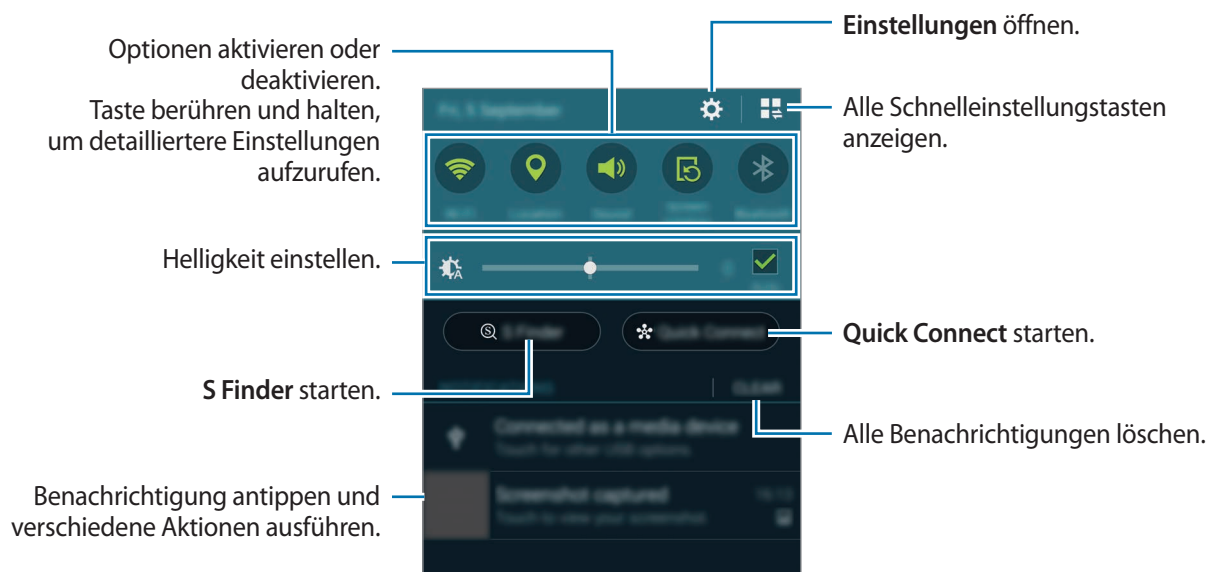 Einstellungen öffnen.
Optionen aktivieren oder
deaktivieren.
Taste berühren und halten,
um detailliertere Einstellungen
aufzurufen.
Alle Schnelleinstellungstasten
anzeigen.
Fri, 5 September
Location
Helligkeit einstellen.
S Finder
Quick Connect
Quick Connect starten.
S Finder starten.
NOTIFICATIONS
CLEAR
Connected as a media device
Touch for other USB options
Alle Benachrichtigungen löschen.
Benachrichtigung antippen und
verschiedene Aktionen ausführen.
Screenshot captured
Touch to view your screenshot